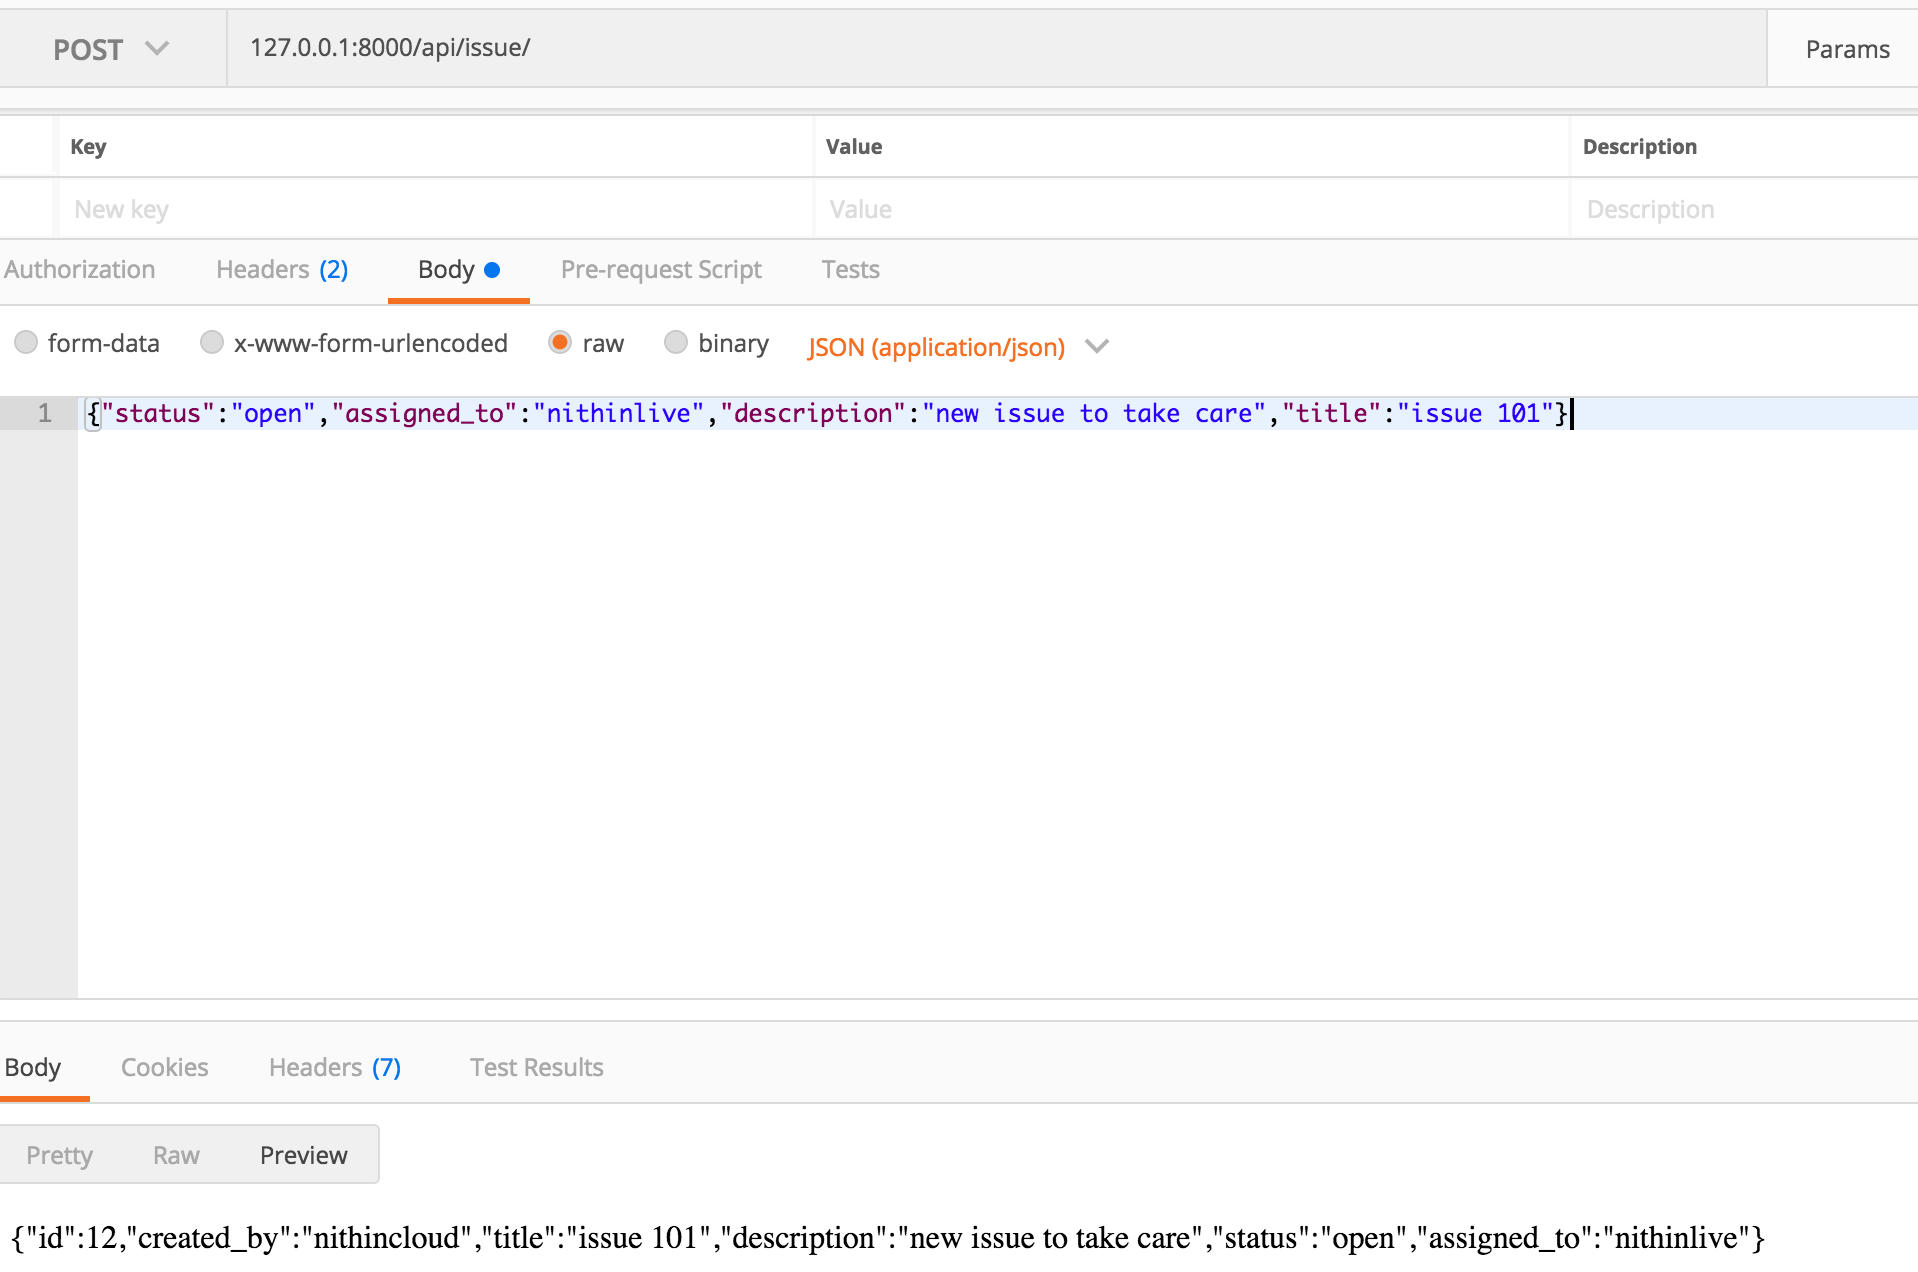 POST 127.0.0.1:8000/api/issue/ Params
Key Value Description
New key Value Description
Authorization Headers (2) Body Pre-request Script Tests
form-data x-www-form-urlencoded raw binary JSON (application/json)
1 {"status":"open","assigned_to":"nithinlive","description":"new issue to take care","title":"issue 101"}
Body Cookies Headers (7) Test Results
Pretty Raw Preview
{"id":12,"created_by":"nithincloud","title":"issue 101","description":"new issue to take care","status":"open","assigned_to":"nithinlive"}